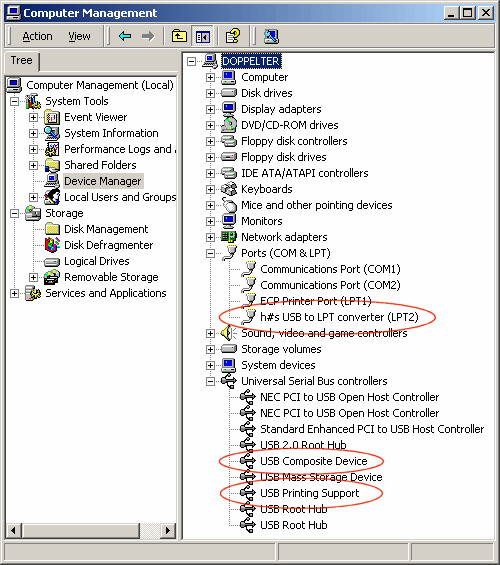 Computer Management
Action View
Tree
Computer Management (Local)
System Tools
Event Viewer
System Information
Performance Logs and A
Shared Folders
Device Manager
Local Users and Groups
Storage
Disk Management
Disk Defragmenter
Logical Drives
Removable Storage
Services and Applications
DOPPELTER
Computer
Disk drives
Display adapters
DVD/CD-ROM drives
Floppy disk controllers
Floppy disk drives
IDE ATA/ATAPI controllers
Keyboards
Mice and other pointing devices
Monitors
Network adapters
Ports (COM & LPT)
Communications Port (COM1)
Communications Port (COM2)
ECP Printer Port (LPT1)
h#s USB to LPT converter (LPT2)
Sound, video and game controllers
Storage volumes
System devices
Universal Serial Bus controllers
NEC PCI to USB Open Host Controller
NEC PCI to USB Open Host Controller
Standard Enhanced PCI to USB Host Controller
USB 2.0 Root Hub
USB Composite Device
USB Mass Storage Device
USB Printing Support
USB Root Hub
USB Root Hub